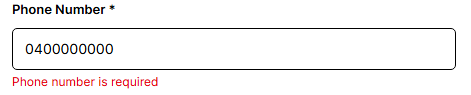 Phone Number *
0400000000
Phone number is required